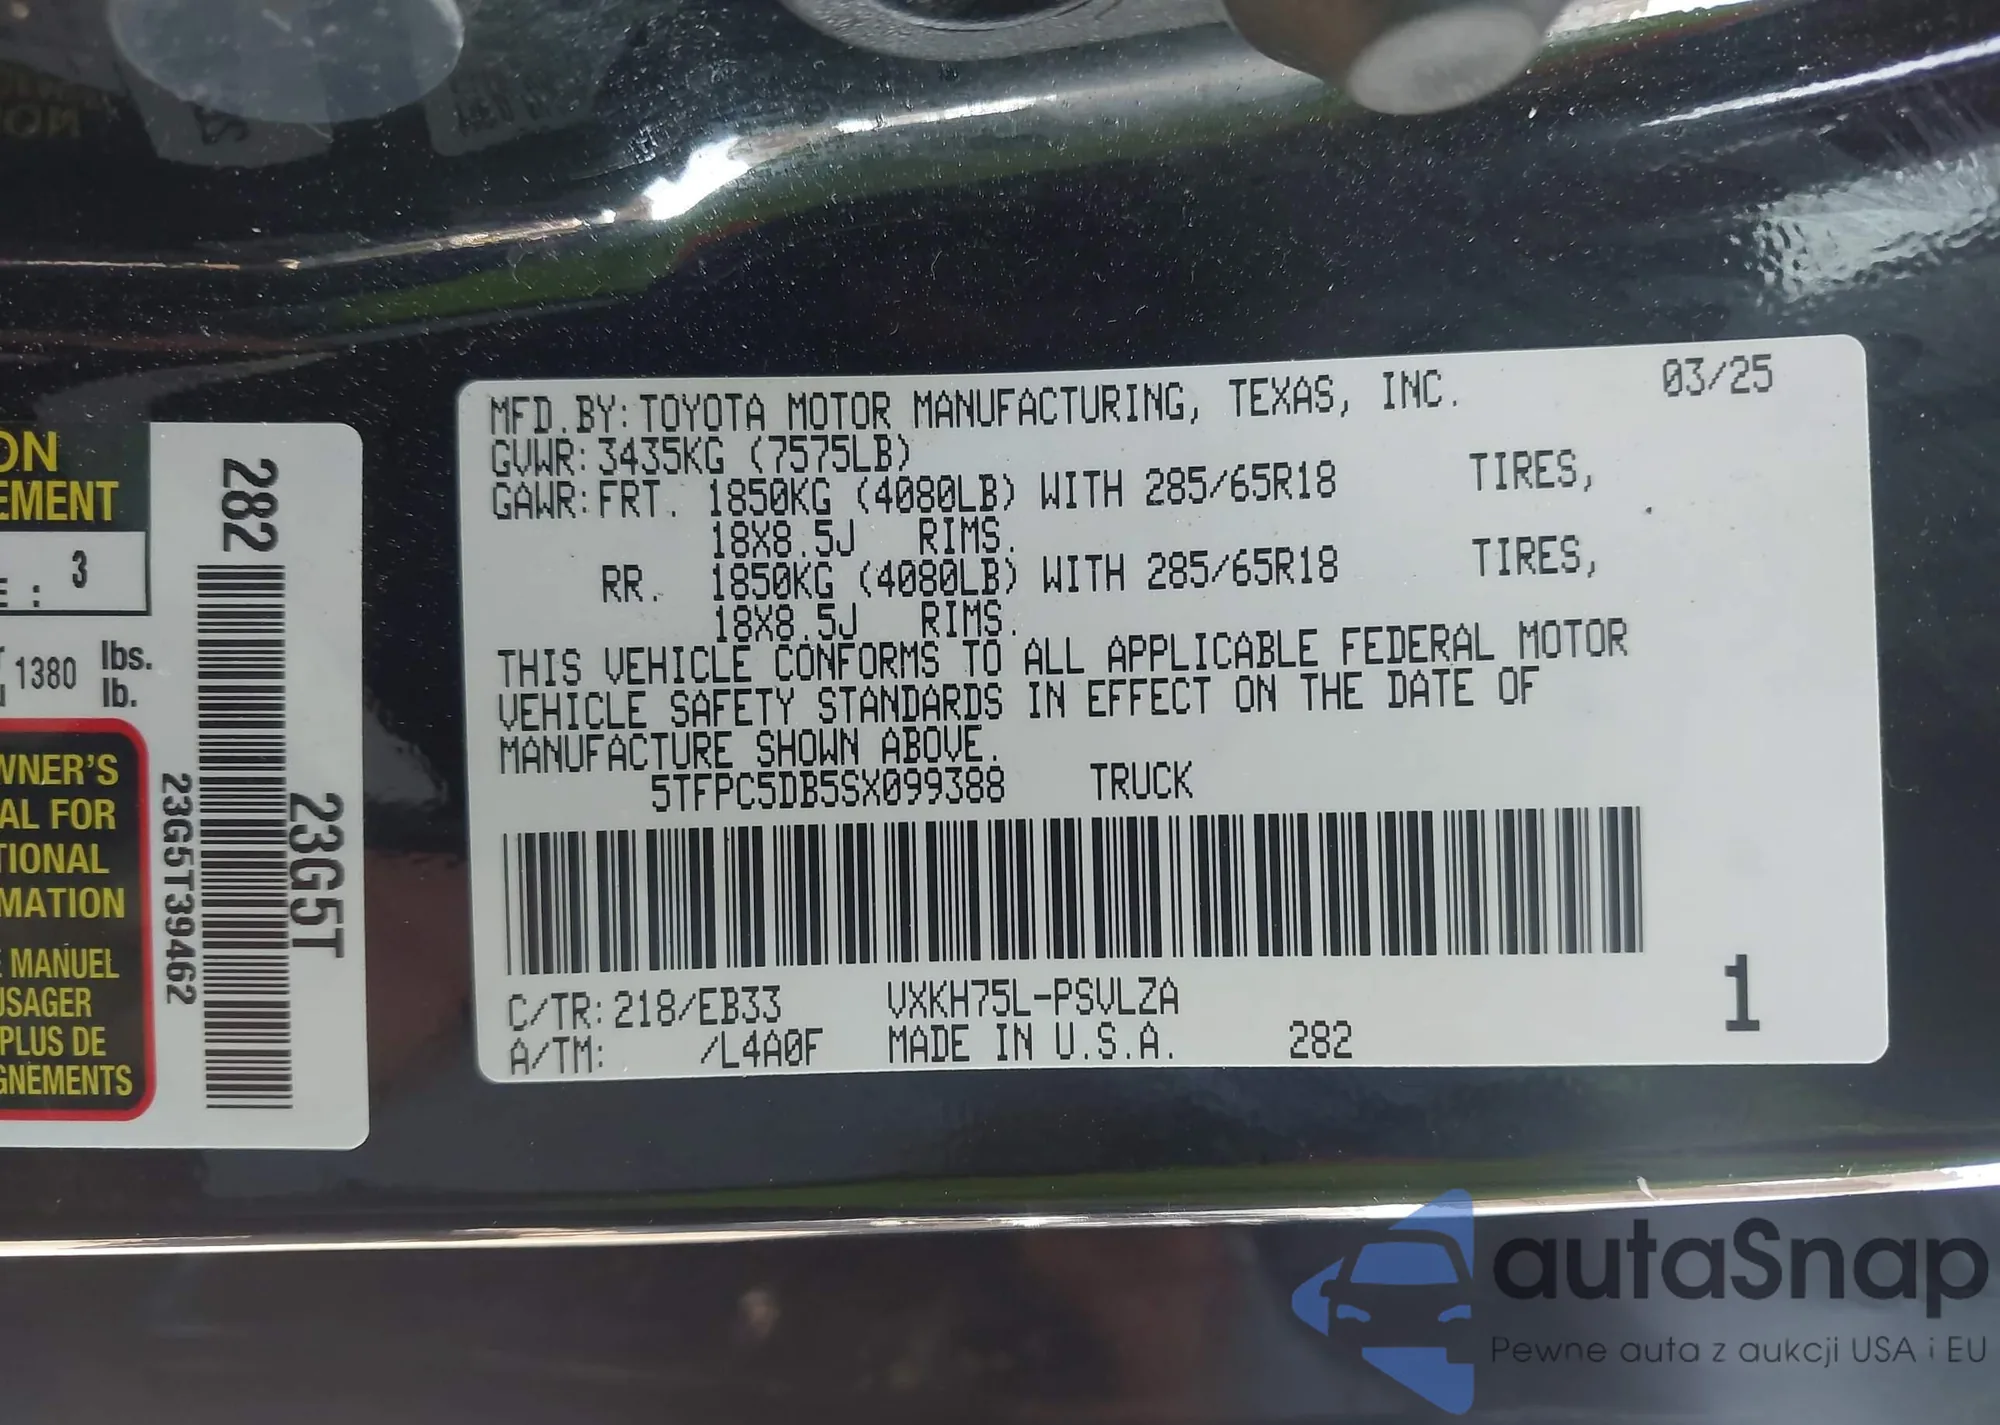 MFD.BY:TOYOTA MOTOR MANUFACTURING, TEXAS, INC. 03/25
GVWR:3435KG (7575LB)
GAWR:FRT. 1850KG (4080LB) WITH 285/65R18 TIRES,
18X8.5J RIMS.
RR. 1850KG (4080LB) WITH 285/65R18 TIRES,
18X8.5J RIMS.
THIS VEHICLE CONFORMS TO ALL APPLICABLE FEDERAL MOTOR
VEHICLE SAFETY STANDARDS IN EFFECT ON THE DATE OF
MANUFACTURE SHOWN ABOVE.
5TFPC5DB5SX099388 TRUCK
C/TR:218/EB33 VXKH75L-PSVLZA
A/TM: /L4A0F MADE IN U.S.A. 282
1
ON
EMENT
E : 3
1380 lbs.
lb.
WNER'S
AL FOR
TIONAL
MATION
E MANUEL
USAGER
PLUS DE
GNEMENTS
282
23G5T
23G5T39462
autaSnap
Pewne auta z aukcji USA i EU